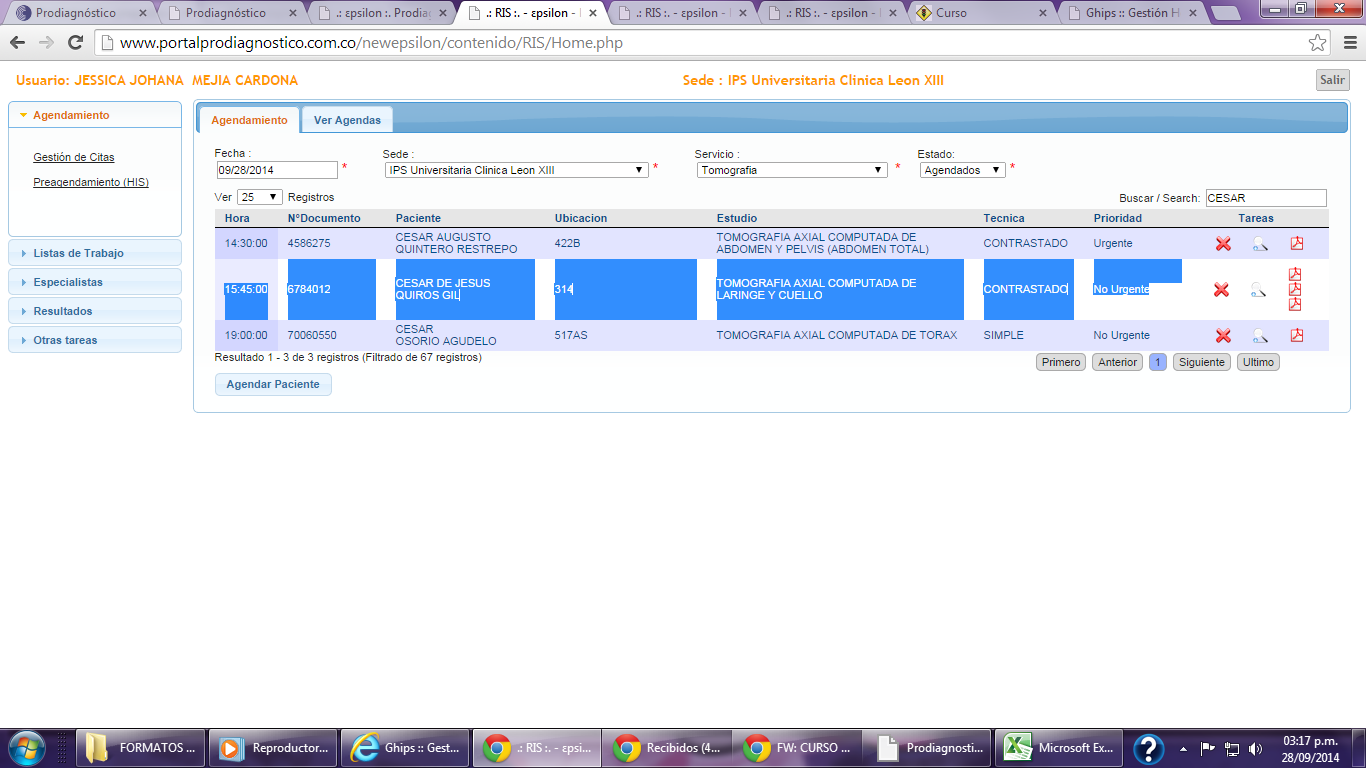 Prodiagnóstico
Prodiagnóstico
.: εpsilon :. Prodia
.: RIS :. - εpsilon -
.: RIS :. - εpsilon -
.: RIS :. - εpsilon -
Curso
Ghips :: Gestión H
www.portalprodiagnostico.com.co/newepsilon/contenido/RIS/Home.php
Usuario: JESSICA JOHANA MEJIA CARDONA
Sede : IPS Universitaria Clinica Leon XIII
Salir
Agendamiento
Gestión de Citas
Preagendamiento (HIS)
Listas de Trabajo
Especialistas
Resultados
Otras tareas
Agendamiento
Ver Agendas
Fecha :
09/28/2014 *
Sede :
IPS Universitaria Clinica Leon XIII *
Servicio :
Tomografia *
Estado:
Agendados *
Ver 25 Registros
Buscar / Search: CESAR
Hora N°Documento Paciente Ubicacion Estudio Tecnica Prioridad Tareas
14:30:00 4586275 CESAR AUGUSTO QUINTERO RESTREPO 422B TOMOGRAFIA AXIAL COMPUTADA DE ABDOMEN Y PELVIS (ABDOMEN TOTAL) CONTRASTADO Urgente
15:45:00 6784012 CESAR DE JESUS QUIROS GIL 314 TOMOGRAFIA AXIAL COMPUTADA DE LARINGE Y CUELLO CONTRASTADO No Urgente
19:00:00 70060550 CESAR OSORIO AGUDELO 517AS TOMOGRAFIA AXIAL COMPUTADA DE TORAX SIMPLE No Urgente
Resultado 1 - 3 de 3 registros (Filtrado de 67 registros)
Primero Anterior 1 Siguiente Ultimo
Agendar Paciente
FORMATOS ...
Reproductor...
Ghips :: Gest...
.: RIS :. - εpsi...
Recibidos (4...
FW: CURSO ...
Prodiagnosti...
Microsoft Ex...
03:17 p.m.
28/09/2014